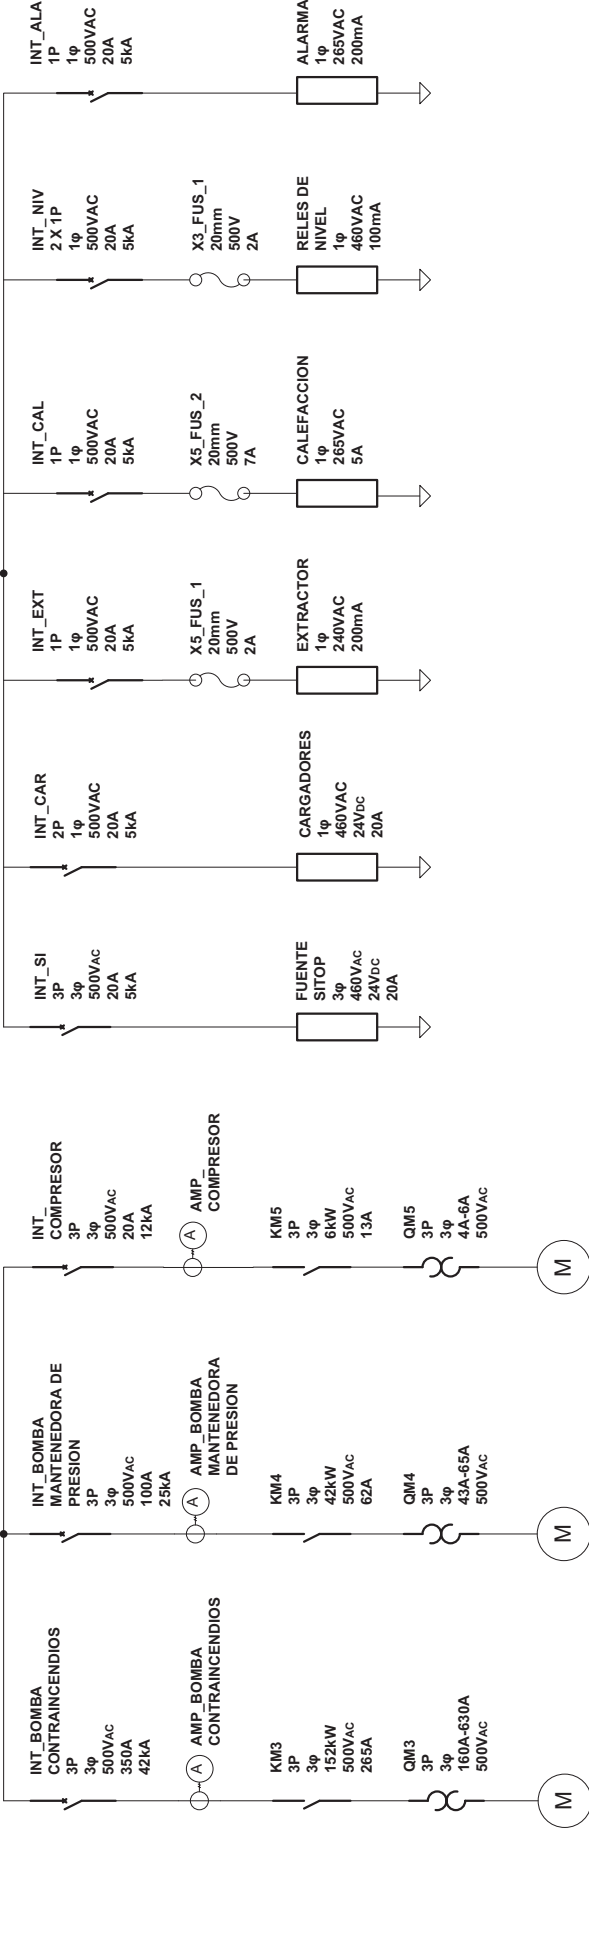 INT_BOMBA
CONTRAINCENDIOS
3P
3φ
500VAC
350A
42kA
A
AMP_BOMBA
CONTRAINCENDIOS
KM3
3P
3φ
152kW
500VAC
265A
QM3
3P
3φ
160A-630A
500VAC
M
INT_BOMBA
MANTENEDORA DE
PRESION
3P
3φ
500VAC
100A
25kA
A
AMP_BOMBA
MANTENEDORA
DE PRESION
KM4
3P
3φ
42kW
500VAC
62A
QM4
3P
3φ
43A-65A
500VAC
M
INT_
COMPRESOR
3P
3φ
500VAC
20A
12kA
A
AMP_
COMPRESOR
KM5
3P
3φ
6kW
500VAC
13A
QM5
3P
3φ
4A-6A
500VAC
M
INT_SI
3P
3φ
500VAC
20A
5kA
FUENTE
SITOP
3φ
460VAC
24VDC
20A
INT_CAR
2P
1φ
500VAC
20A
5kA
CARGADORES
1φ
460VAC
24VDC
20A
INT_EXT
1P
1φ
500VAC
20A
5kA
X5_FUS_1
20mm
500V
2A
EXTRACTOR
1φ
240VAC
200mA
INT_CAL
1P
1φ
500VAC
20A
5kA
X5_FUS_2
20mm
500V
7A
CALEFACCION
1φ
265VAC
5A
INT_NIV
2 X 1P
1φ
500VAC
20A
5kA
X3_FUS_1
20mm
500V
2A
RELES DE
NIVEL
1φ
460VAC
100mA
INT_ALA
1P
1φ
500VAC
20A
5kA
ALARMA
1φ
265VAC
200mA